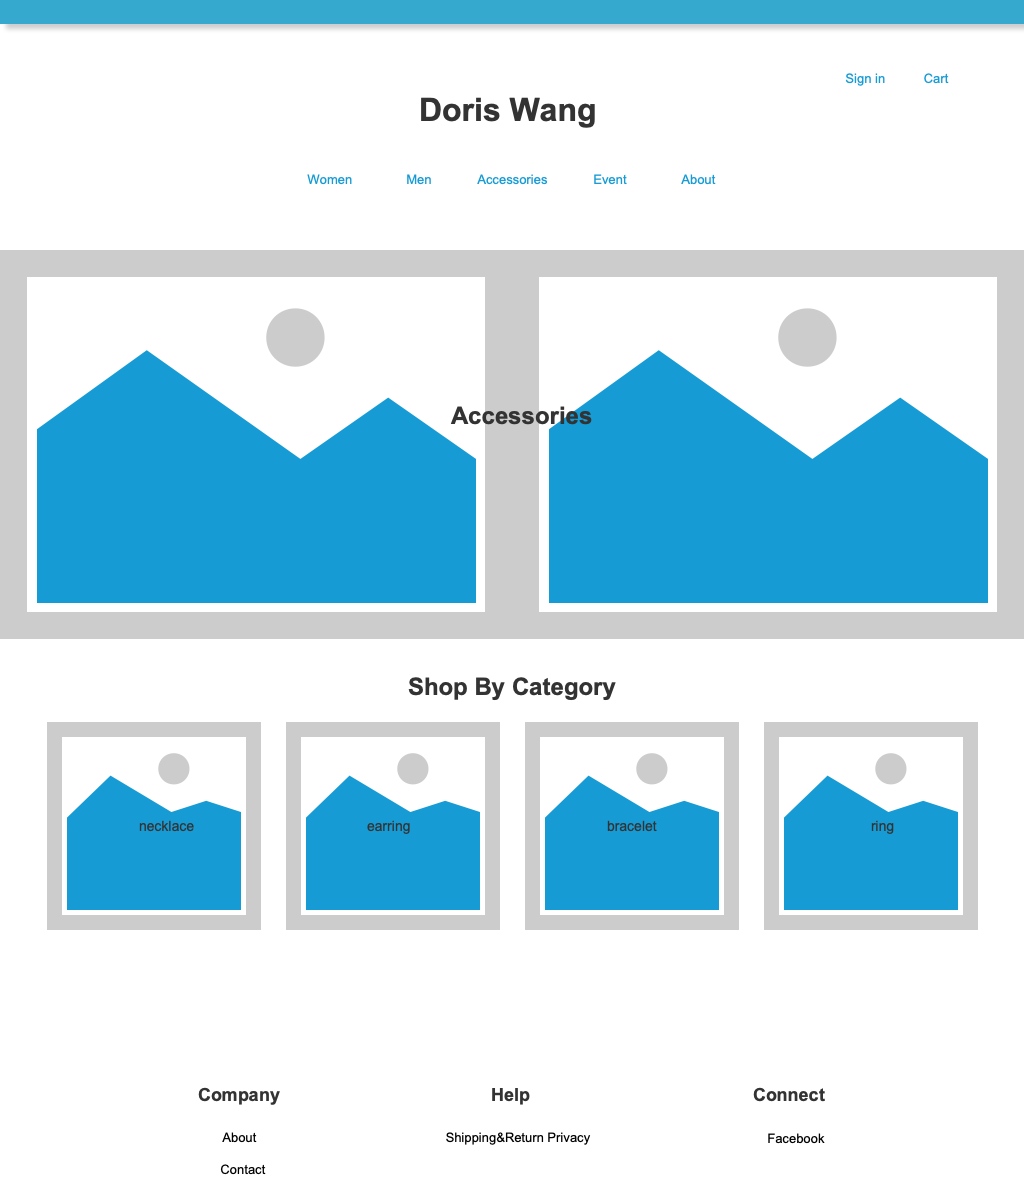 Sign in Cart
Doris Wang
Women Men Accessories Event About
Accessories
Shop By Category
necklace earring bracelet ring
Company Help Connect
About Shipping&Return Privacy Facebook
Contact